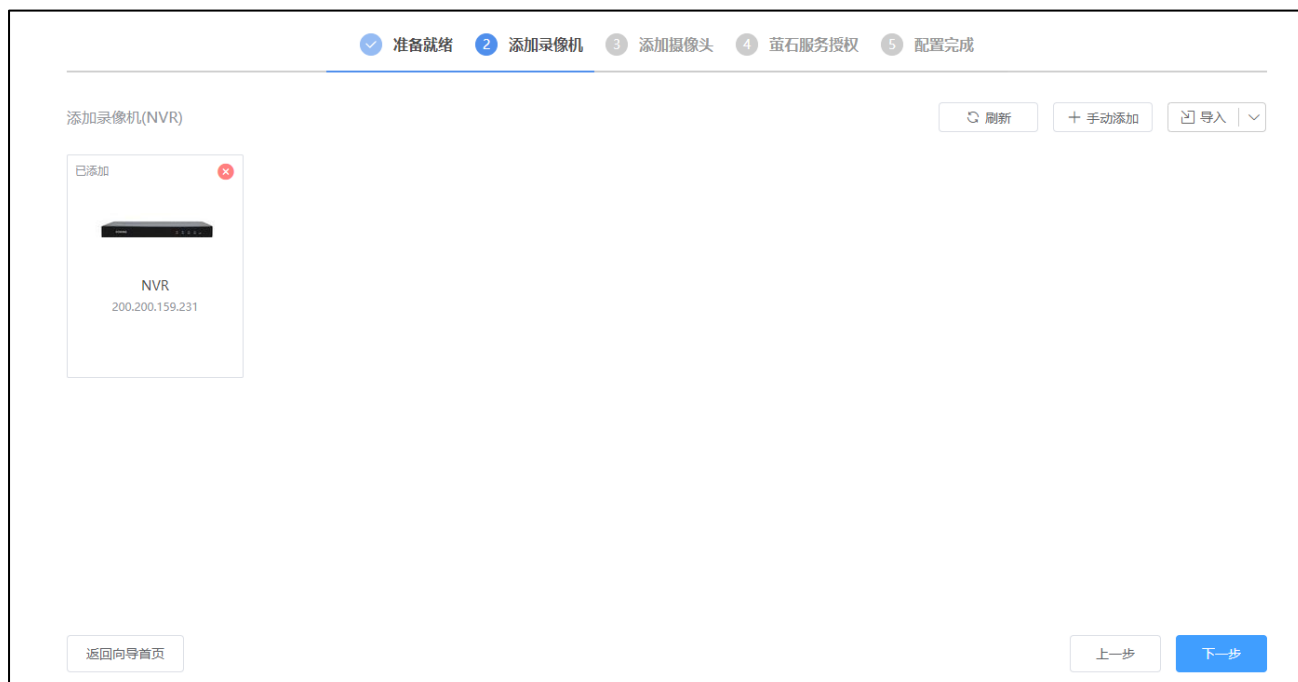 准备就绪 2 添加录像机 3 添加摄像头 4 萤石服务授权 5 配置完成
添加录像机(NVR) 刷新 手动添加 导入
已添加
NVR
200.200.159.231
返回向导首页 上一步 下一步